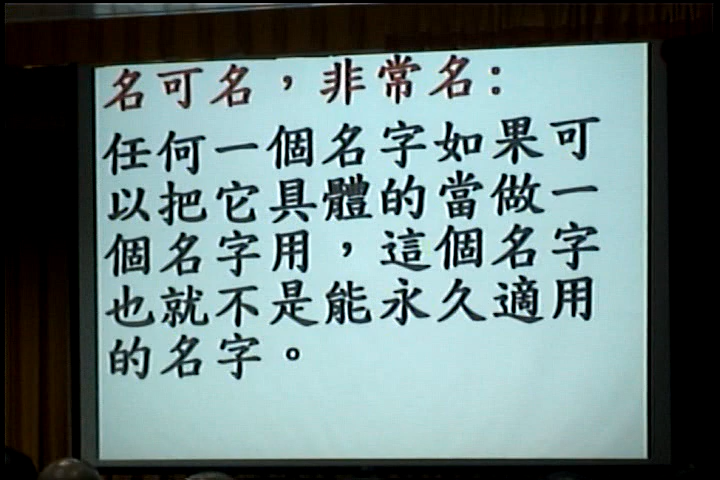 名可名，非常名：
任何一個名字如果可
以把它具體的當做一
個名字用，這個名字
也就不是能永久適用
的名字。